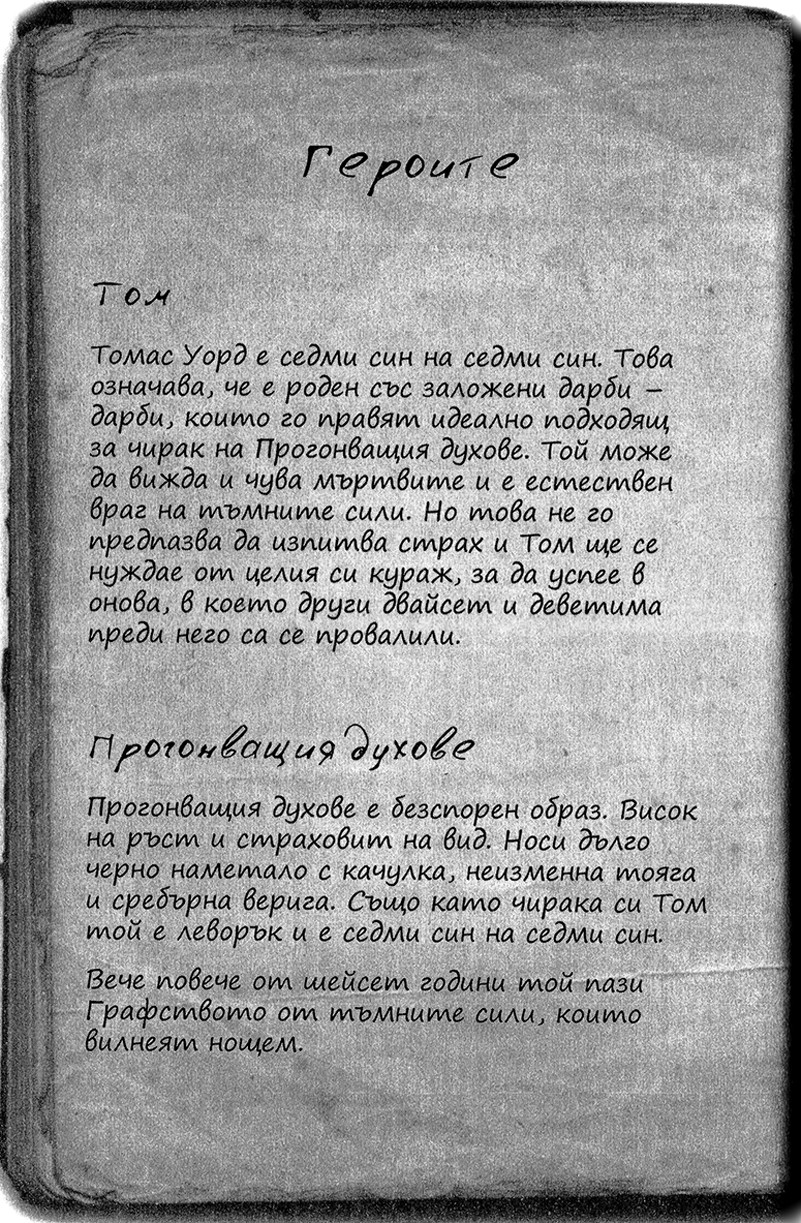 Героите
Том
Томас Уорд е седми син на седми син. Това
означава, че е роден със заложени дарби –
дарби, които го правят идеално подходящ
за чирак на Прогонващия духове. Той може
да вижда и чува мъртвите и е естествен
враг на тъмните сили. Но това не го
предпазва да изпитва страх и Том ще се
нуждае от целия си кураж, за да успее в
онова, в което други двайсет и деветима
преди него са се провалили.
Прогонващия духове
Прогонващия духове е безспорен образ. Висок
на ръст и страховит на вид. Носи дълго
черно наметало с качулка, неизменна тояга
и сребърна верига. Също като чирака си Том
той е леворък и е седми син на седми син.
Вече повече от шейсет години той пази
Графството от тъмните сили, които
вилнеят нощем.